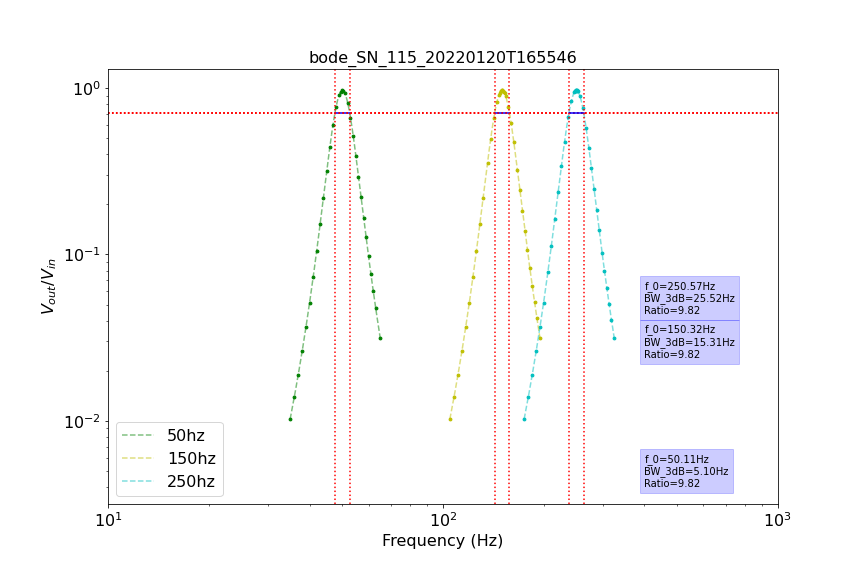 bode_SN_115_20220120T165546
10⁰
10⁻¹
10⁻²
V_out/V_in
f_0=250.57Hz
BW_3dB=25.52Hz
Ratio=9.82
f_0=150.32Hz
BW_3dB=15.31Hz
Ratio=9.82
f_0=50.11Hz
BW_3dB=5.10Hz
Ratio=9.82
50hz
150hz
250hz
10¹
10²
10³
Frequency (Hz)